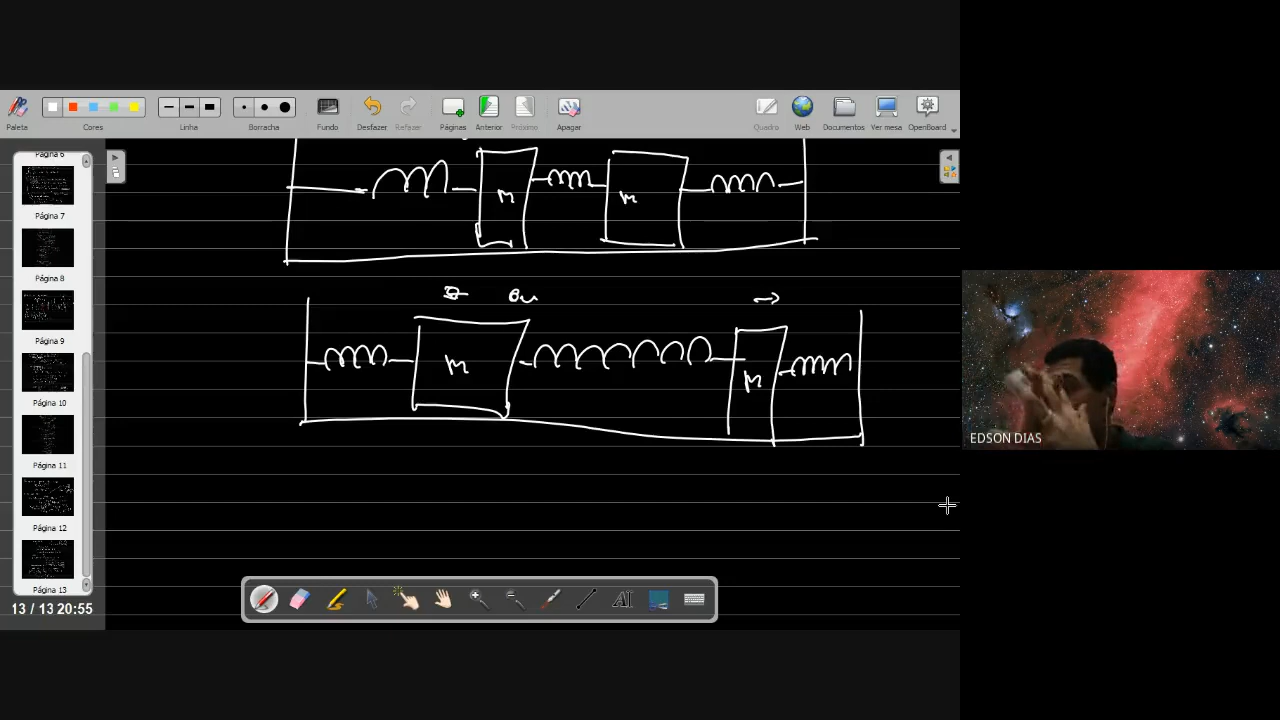 Paleta Cores Linha Borracha Fundo Desfazer Refazer Páginas Anterior Próximo Apagar Quadro Web Documentos Ver mesa OpenBoard
Página 6
Página 7
Página 8
Página 9
Página 10
Página 11
Página 12
Página 13
13 / 13 20:55
m m
m m
EDSON DIAS
AI